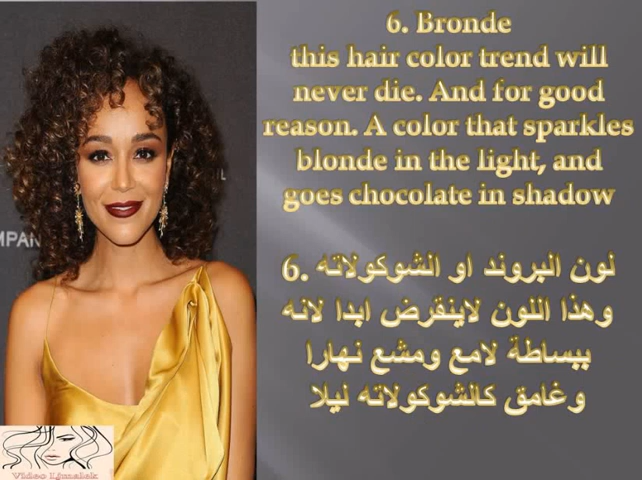 6. Bronde
this hair color trend will
never die. And for good
reason. A color that sparkles
blonde in the light, and
goes chocolate in shadow
6. لون البروند او الشوكولاته
وهذا اللون لاينقرض ابدا لانه
ببساطة لامع ومشع نهارا
وغامق كالشوكولاته ليلا
MPAN
Video Ljmalek